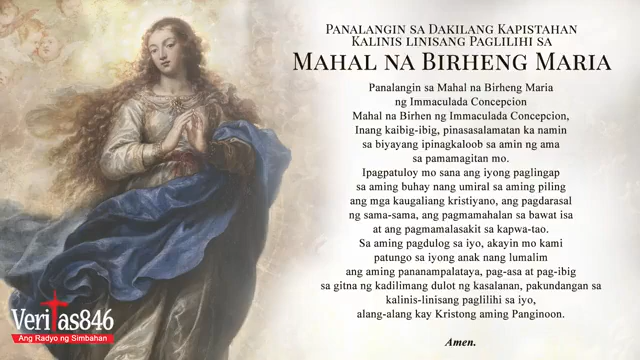 PANALANGIN SA DAKILANG KAPISTAHAN
KALINIS LINISANG PAGLILIHI SA
MAHAL NA BIRHENG MARIA
Panalangin sa Mahal na Birheng Maria
ng Immaculada Concepcion
Mahal na Birhen ng Immaculada Concepcion,
Inang kaibig-ibig, pinasasalamatan ka namin
sa biyayang ipinagkaloob sa amin ng ama
sa pamamagitan mo.
Ipagpatuloy mo sana ang iyong paglingap
sa aming buhay nang umiral sa aming piling
ang mga kaugaliang kristiyano, ang pagdarasal
ng sama-sama, ang pagmamahalan sa bawat isa
at ang pagmamalasakit sa kapwa-tao.
Sa aming pagdulog sa iyo, akayin mo kami
patungo sa iyong anak nang lumalim
ang aming pananampalataya, pag-asa at pag-ibig
sa gitna ng kadilimang dulot ng kasalanan, pakundangan sa
kalinis-linisang paglilihi sa iyo,
alang-alang kay Kristong aming Panginoon.
Amen.
Veritas846
Ang Radyo ng Simbahan